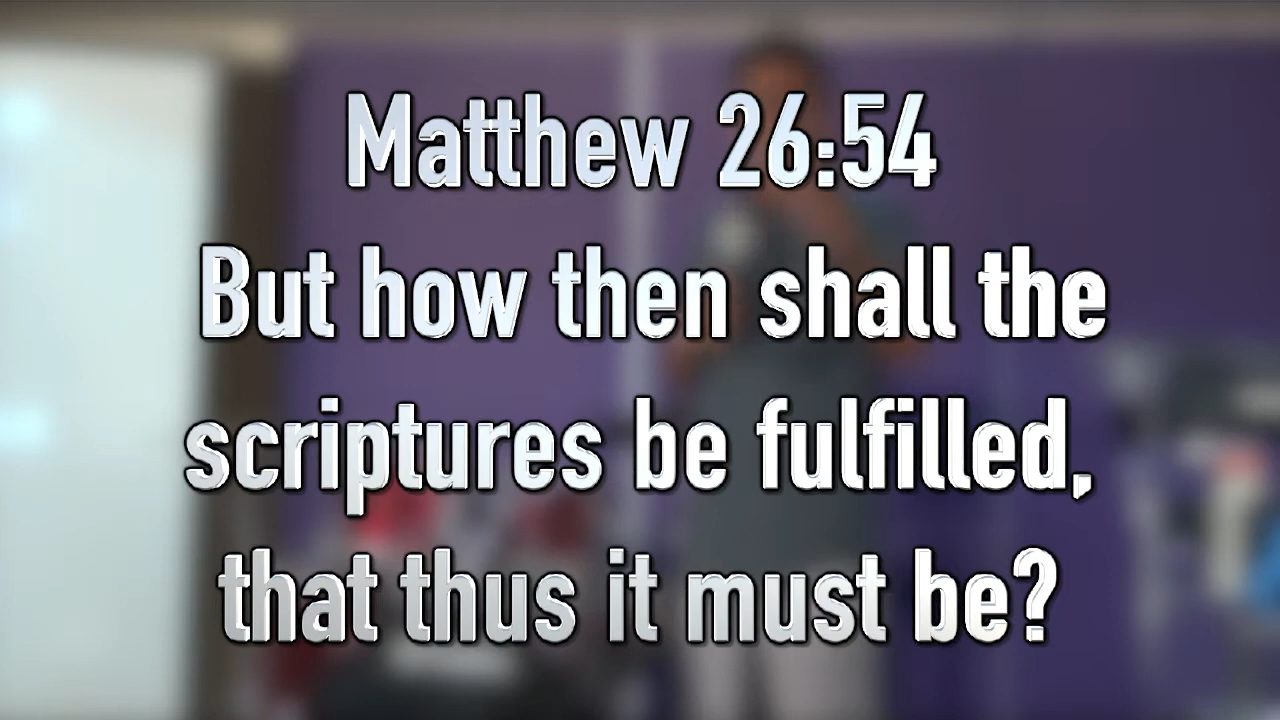 Matthew 26:54
But how then shall the
scriptures be fulfilled,
that thus it must be?